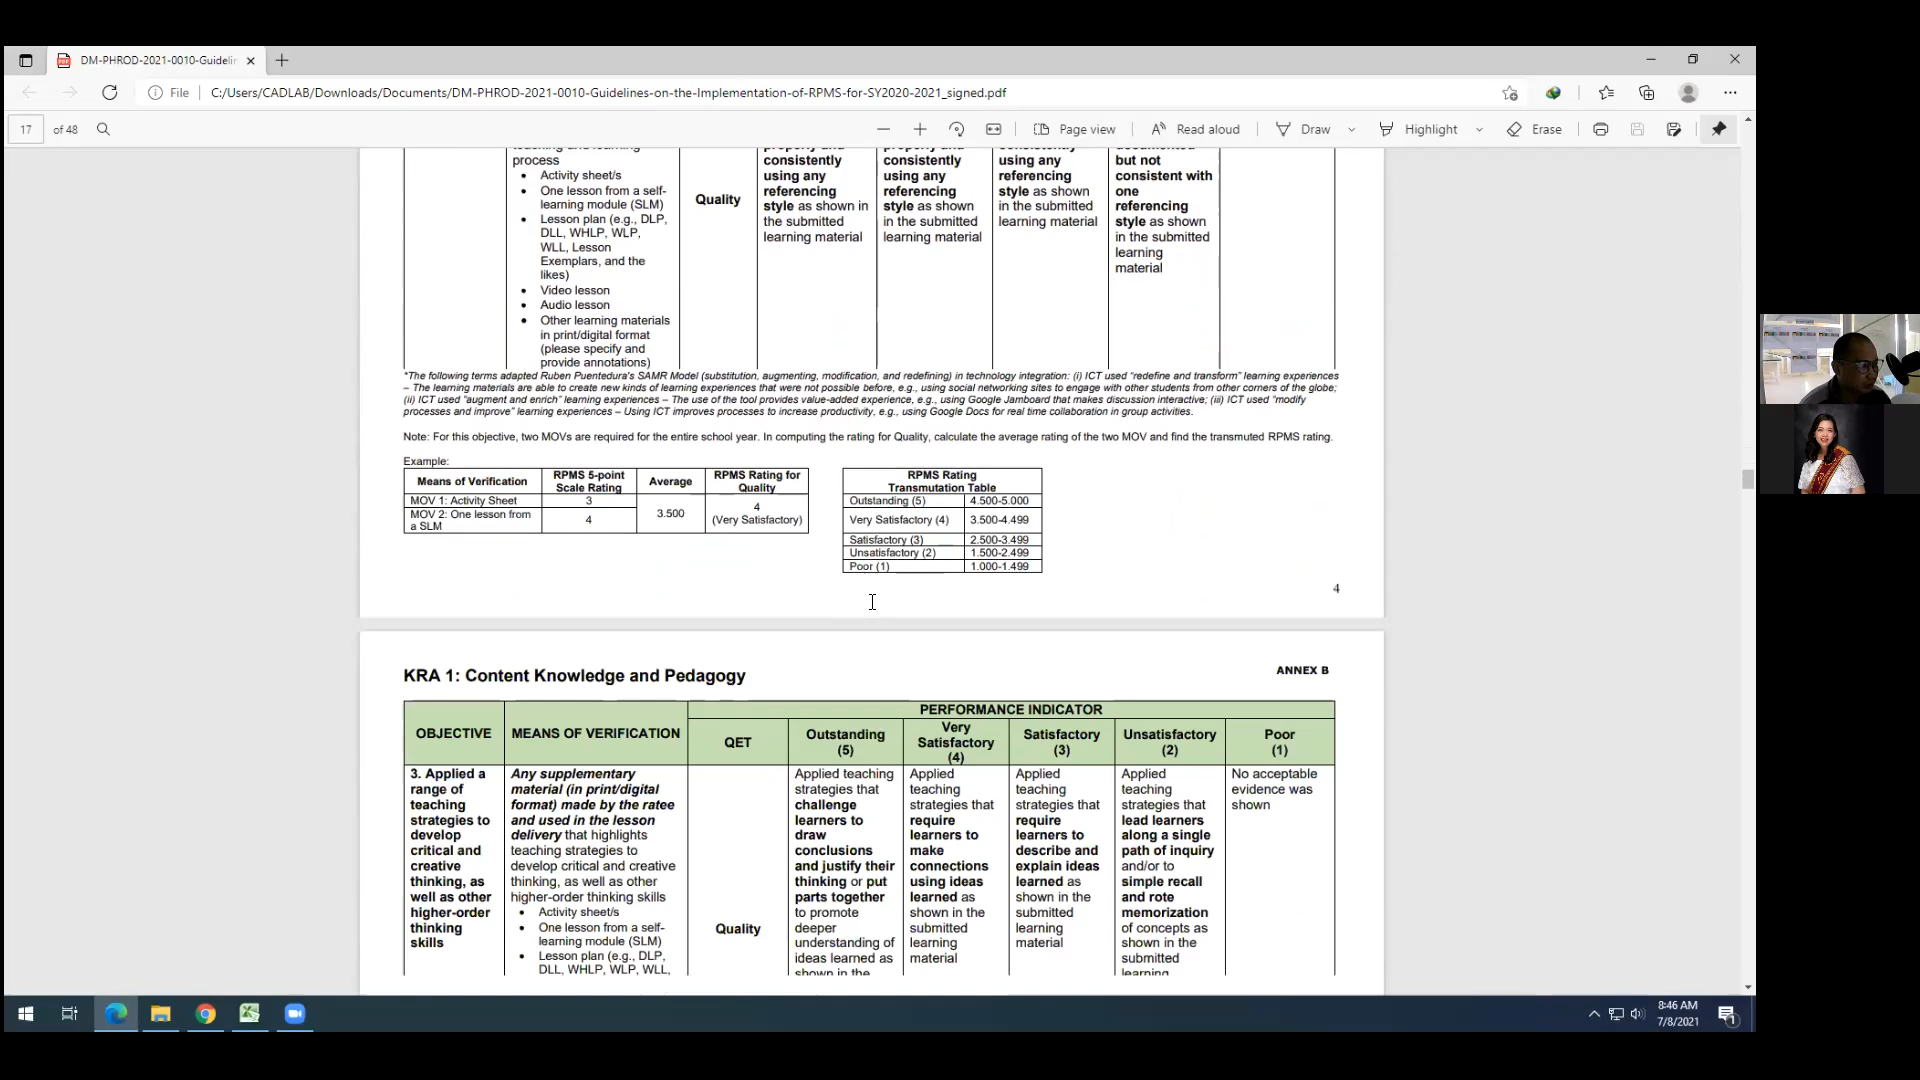 DM-PHROD-2021-0010-Guidelin
File
C:/Users/CADLAB/Downloads/Documents/DM-PHROD-2021-0010-Guidelines-on-the-Implementation-of-RPMS-for-SY2020-2021_signed.pdf
17 of 48
Page view
Read aloud
Draw
Highlight
Erase
process
• Activity sheet/s
• One lesson from a self-
learning module (SLM)
• Lesson plan (e.g., DLP,
DLL, WHLP, WLP,
WLL, Lesson
Exemplars, and the
likes)
• Video lesson
• Audio lesson
• Other learning materials
in print/digital format
(please specify and
provide annotations)
Quality
properly and
consistently
using any
referencing
style as shown in
the submitted
learning material
properly and
consistently
using any
referencing
style as shown
in the submitted
learning material
consistently
using any
referencing
style as shown
in the submitted
learning material
documented
but not
consistent with
one
referencing
style as shown
in the submitted
learning
material
*The following terms adapted Ruben Puentedura's SAMR Model (substitution, augmenting, modification, and redefining) in technology integration: (i) ICT used "redefine and transform" learning experiences
– The learning materials are able to create new kinds of learning experiences that were not possible before, e.g., using social networking sites to engage with other students from other corners of the globe;
(ii) ICT used "augment and enrich" learning experiences – The use of the tool provides value-added experience, e.g., using Google Jamboard that makes discussion interactive; (iii) ICT used "modify
processes and improve" learning experiences – Using ICT improves processes to increase productivity, e.g., using Google Docs for real time collaboration in group activities.
Note: For this objective, two MOVs are required for the entire school year. In computing the rating for Quality, calculate the average rating of the two MOV and find the transmuted RPMS rating.
Example:
Means of Verification
RPMS 5-point
Scale Rating
Average
RPMS Rating for
Quality
MOV 1: Activity Sheet
3
MOV 2: One lesson from
a SLM
4
3.500
4
(Very Satisfactory)
RPMS Rating
Transmutation Table
Outstanding (5) 4.500-5.000
Very Satisfactory (4) 3.500-4.499
Satisfactory (3) 2.500-3.499
Unsatisfactory (2) 1.500-2.499
Poor (1) 1.000-1.499
4
KRA 1: Content Knowledge and Pedagogy
ANNEX B
OBJECTIVE
MEANS OF VERIFICATION
PERFORMANCE INDICATOR
QET
Outstanding
(5)
Very
Satisfactory
(4)
Satisfactory
(3)
Unsatisfactory
(2)
Poor
(1)
3. Applied a
range of
teaching
strategies to
develop
critical and
creative
thinking, as
well as other
higher-order
thinking
skills
Any supplementary
material (in print/digital
format) made by the ratee
and used in the lesson
delivery that highlights
teaching strategies to
develop critical and creative
thinking, as well as other
higher-order thinking skills
• Activity sheet/s
• One lesson from a self-
learning module (SLM)
• Lesson plan (e.g., DLP,
DLL, WHLP, WLP, WLL,
Quality
Applied teaching
strategies that
challenge
learners to
draw
conclusions
and justify their
thinking or put
parts together
to promote
deeper
understanding of
ideas learned as
shown in the
Applied
teaching
strategies that
require
learners to
make
connections
using ideas
learned as
shown in the
submitted
learning
material
Applied
teaching
strategies that
require
learners to
describe and
explain ideas
learned as
shown in the
submitted
learning
material
Applied
teaching
strategies that
lead learners
along a single
path of inquiry
and/or to
simple recall
and rote
memorization
of concepts as
shown in the
submitted
learning
No acceptable
evidence was
shown
8:46 AM
7/8/2021
1